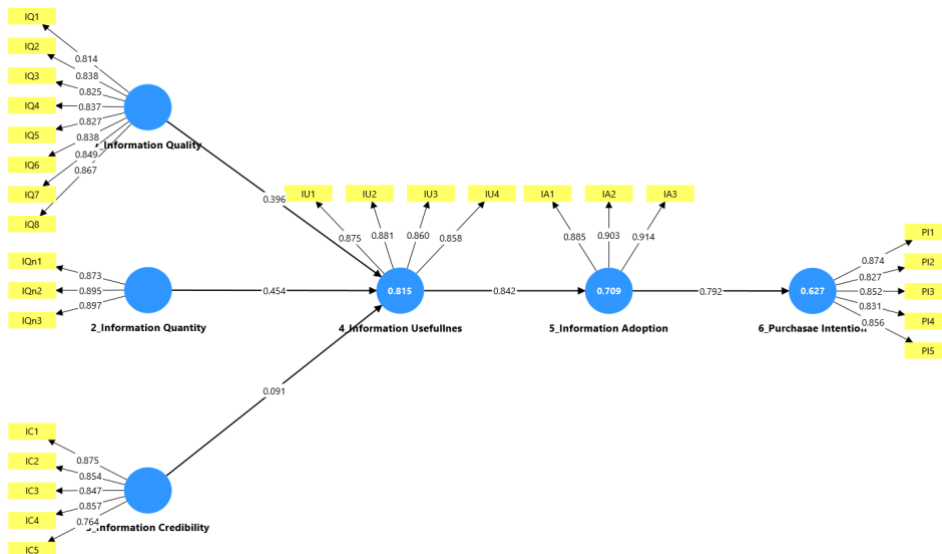 IQ1
IQ2
IQ3
IQ4
IQ5
IQ6
IQ7
IQ8
0.814
0.838
0.825
0.837
0.827
0.838
0.849
0.867
Information Quality
0.396
IQn1
IQn2
IQn3
0.873
0.895
0.897
2_Information Quantity
0.454
IC1
IC2
IC3
IC4
IC5
0.875
0.854
0.847
0.857
0.764
Information Credibility
0.091
IU1
IU2
IU3
IU4
0.875
0.881
0.860
0.858
0.815
4_Information Usefullnes
0.842
IA1
IA2
IA3
0.885
0.903
0.914
0.709
5_Information Adoption
0.792
0.627
6_Purchasae Intention
PI1
PI2
PI3
PI4
PI5
0.874
0.827
0.852
0.831
0.856